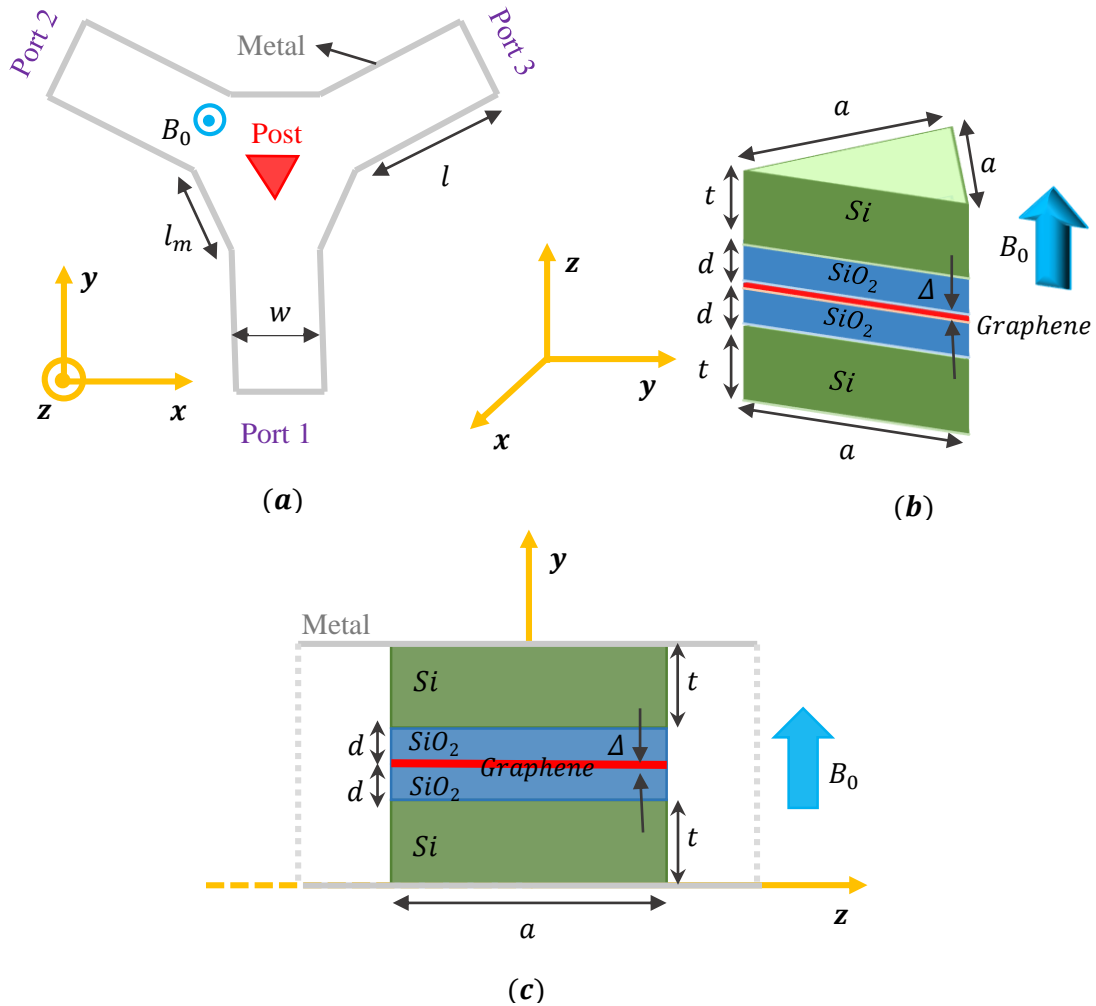 Port 2
Metal
Port 3
B₀
Post
l
lₘ
y
w
z
x
Port 1
(a)
a
a
t
Si
B₀
d
SiO₂
Δ
d
SiO₂
Graphene
t
Si
a
z
y
x
(b)
y
Metal
Si
t
d
SiO₂
Δ
Graphene
d
SiO₂
B₀
Si
t
a
z
(c)